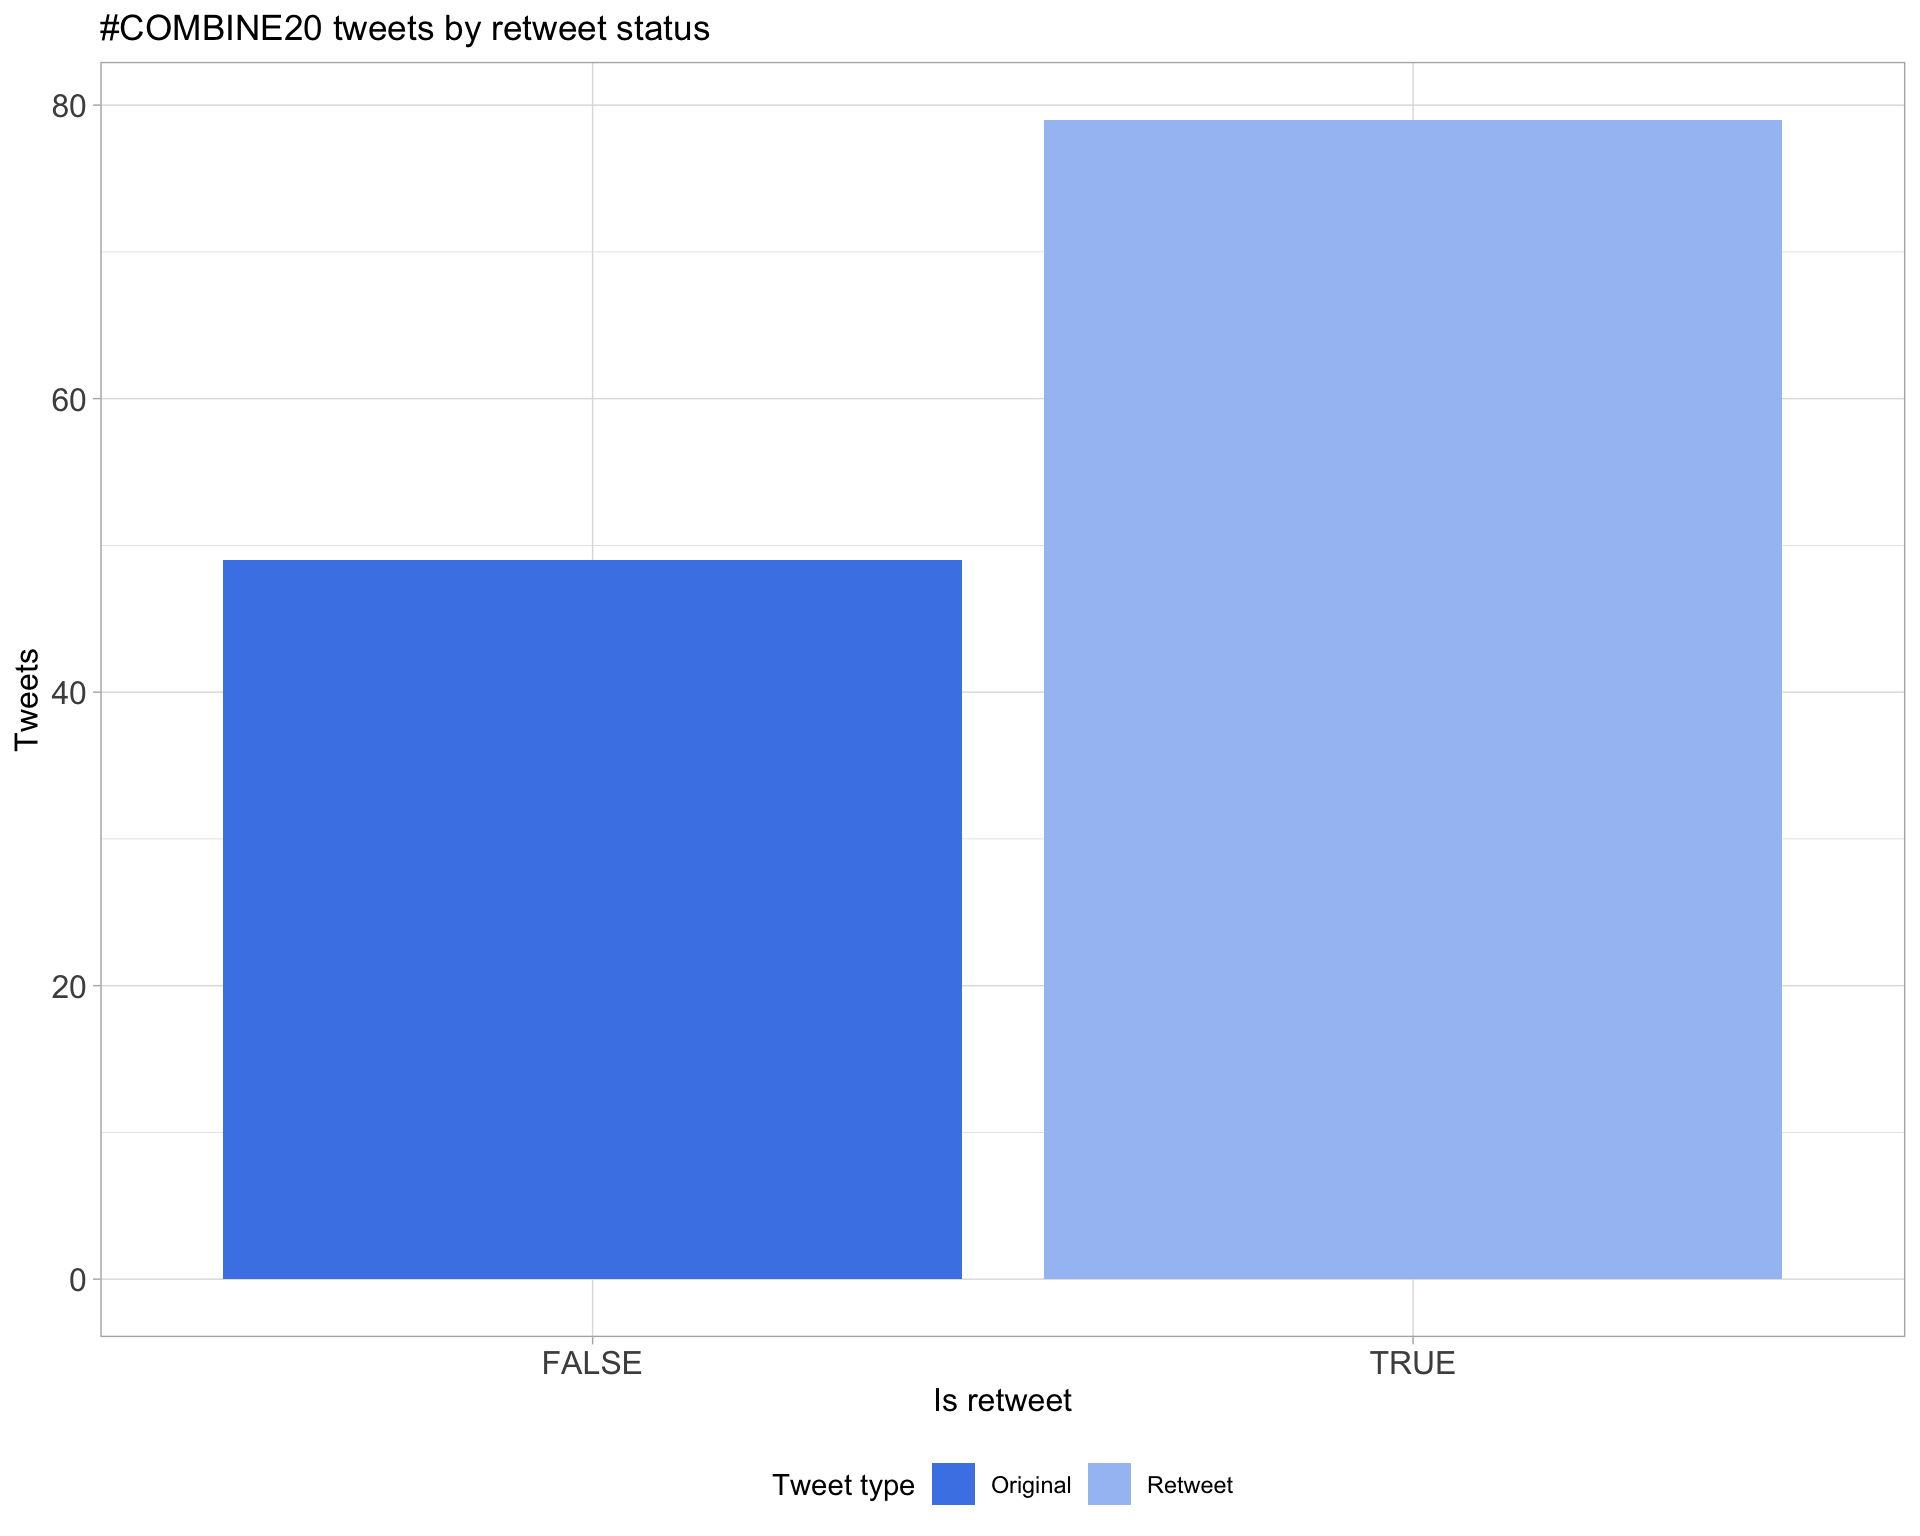 #COMBINE20 tweets by retweet status
80
60
40
20
0
Tweets
FALSE TRUE
Is retweet
Tweet type Original Retweet